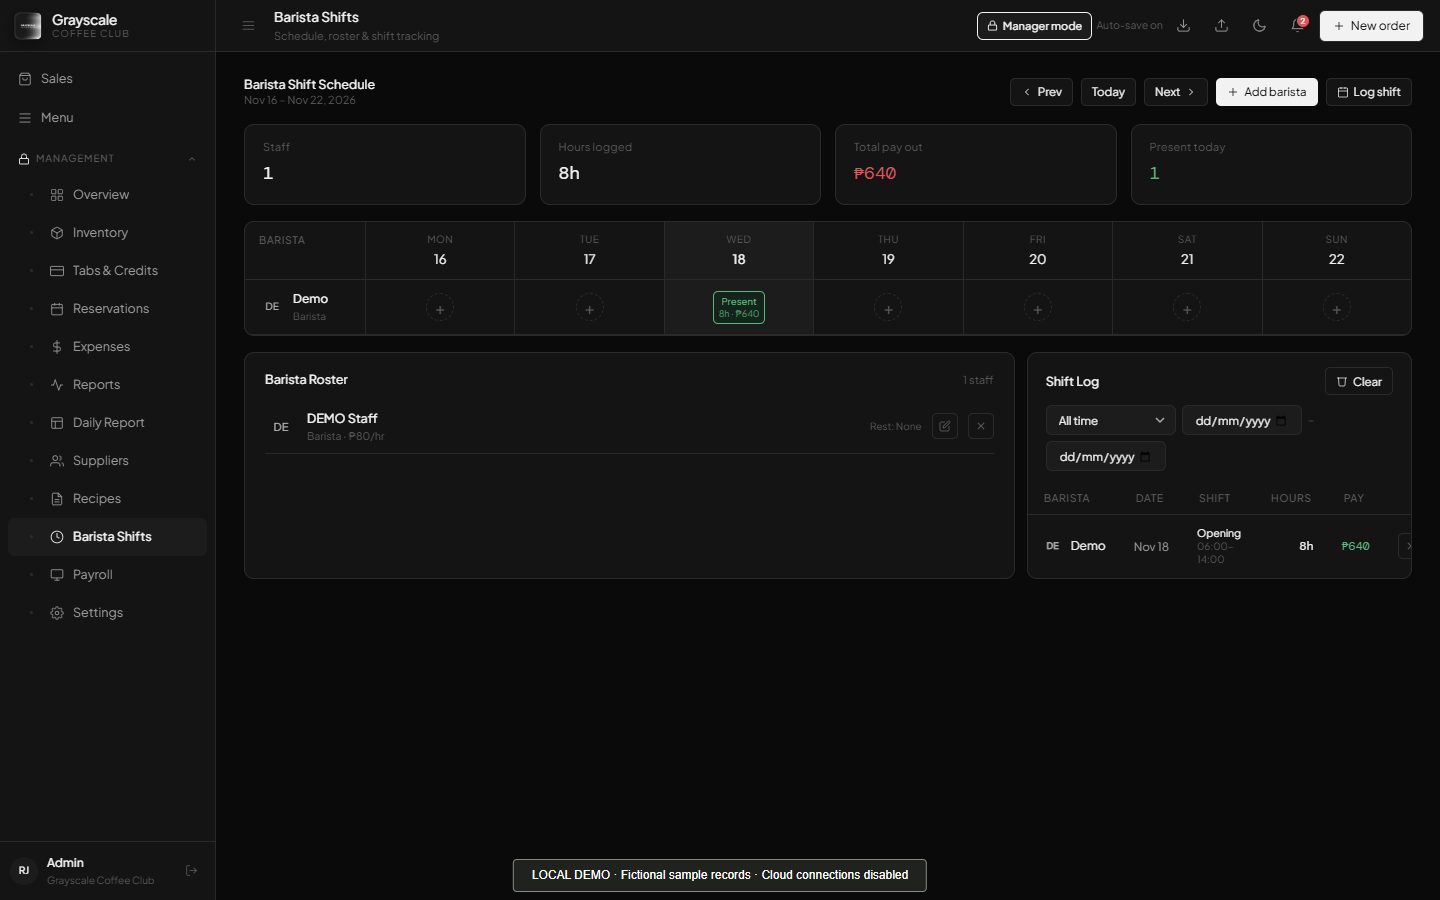 Grayscale
COFFEE CLUB
Sales
Menu
MANAGEMENT
Overview
Inventory
Tabs & Credits
Reservations
Expenses
Reports
Daily Report
Suppliers
Recipes
Barista Shifts
Payroll
Settings
RJ
Admin
Grayscale Coffee Club
Barista Shifts
Schedule, roster & shift tracking
Manager mode
Auto-save on
2
+ New order
Barista Shift Schedule
Nov 16 - Nov 22, 2026
Prev
Today
Next
+ Add barista
Log shift
Staff
1
Hours logged
8h
Total pay out
₱640
Present today
1
BARISTA
MON
16
TUE
17
WED
18
THU
19
FRI
20
SAT
21
SUN
22
DE
Demo
Barista
+
+
Present
8h · ₱640
+
+
+
+
Barista Roster
1 staff
DE
DEMO Staff
Barista · ₱80/hr
Rest: None
Shift Log
Clear
All time
dd/mm/yyyy
-
dd/mm/yyyy
BARISTA DATE SHIFT HOURS PAY
DE Demo
Nov 18
Opening
06:00-
14:00
8h
₱640
LOCAL DEMO · Fictional sample records · Cloud connections disabled